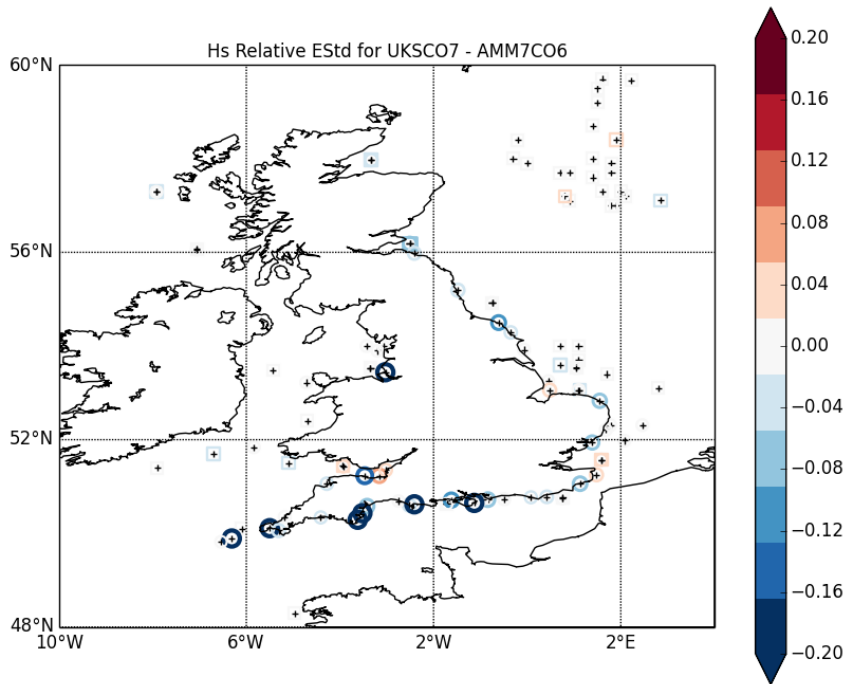 Hs Relative EStd for UKSCO7 - AMM7CO6
60°N
56°N
52°N
48°N
10°W
6°W
2°W
2°E
0.20
0.16
0.12
0.08
0.04
0.00
−0.04
−0.08
−0.12
−0.16
−0.20